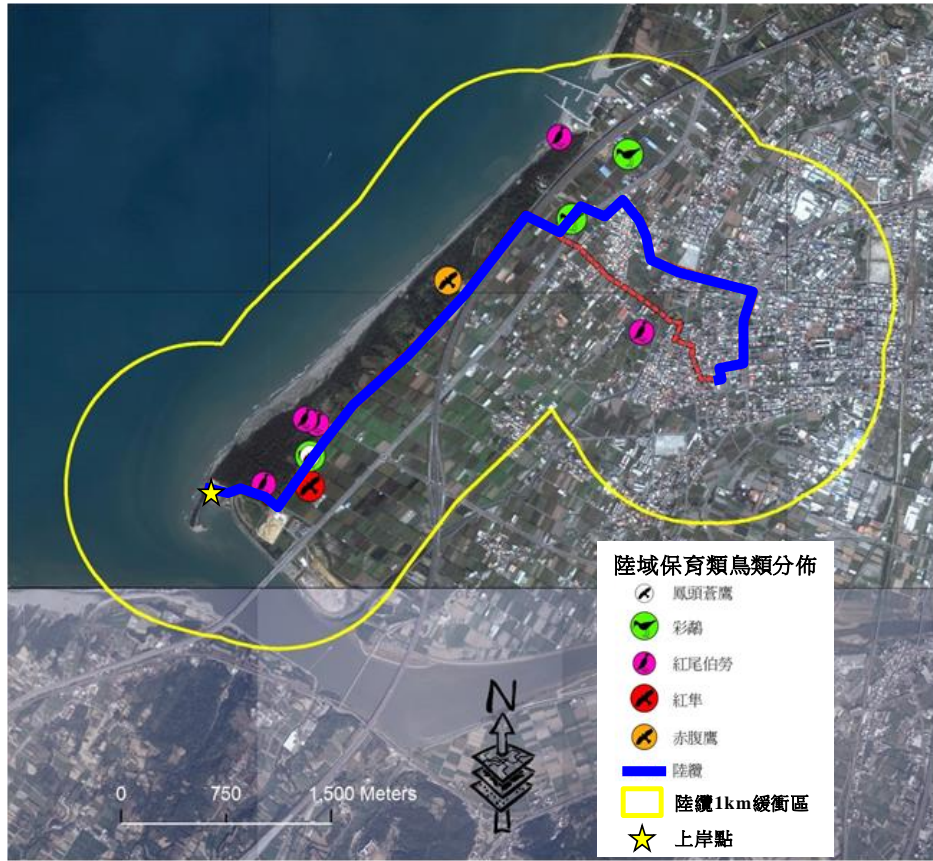 陸域保育類鳥類分佈
鳳頭蒼鷹
彩鷸
紅尾伯勞
紅隼
赤腹鷹
陸纜
陸纜1km緩衝區
上岸點
N
0 750 1,500 Meters